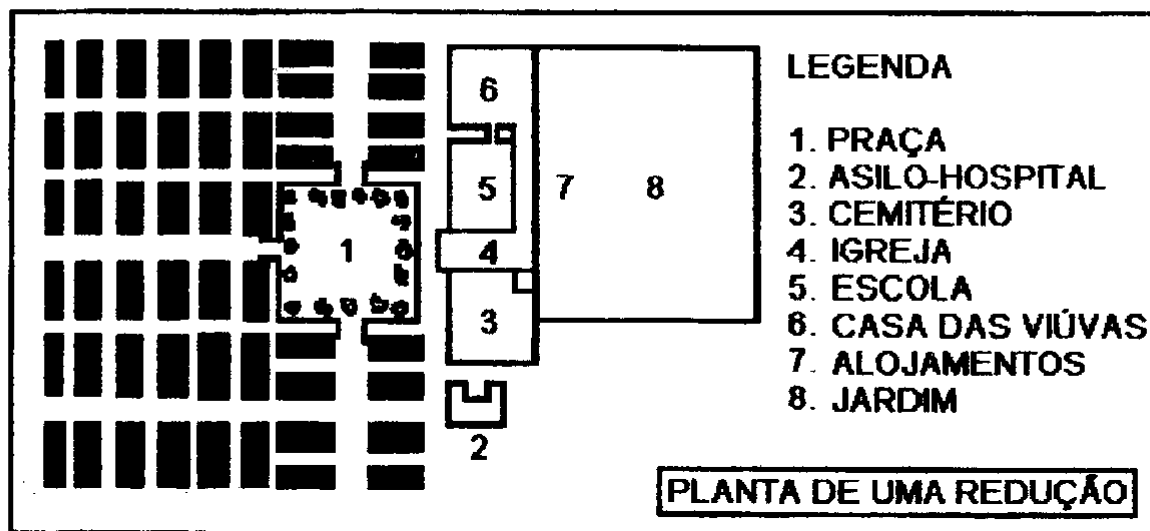 6
5
7
8
1
4
3
2
LEGENDA
1. PRAÇA
2. ASILO-HOSPITAL
3. CEMITÉRIO
4. IGREJA
5. ESCOLA
6. CASA DAS VIÚVAS
7. ALOJAMENTOS
8. JARDIM
PLANTA DE UMA REDUÇÃO